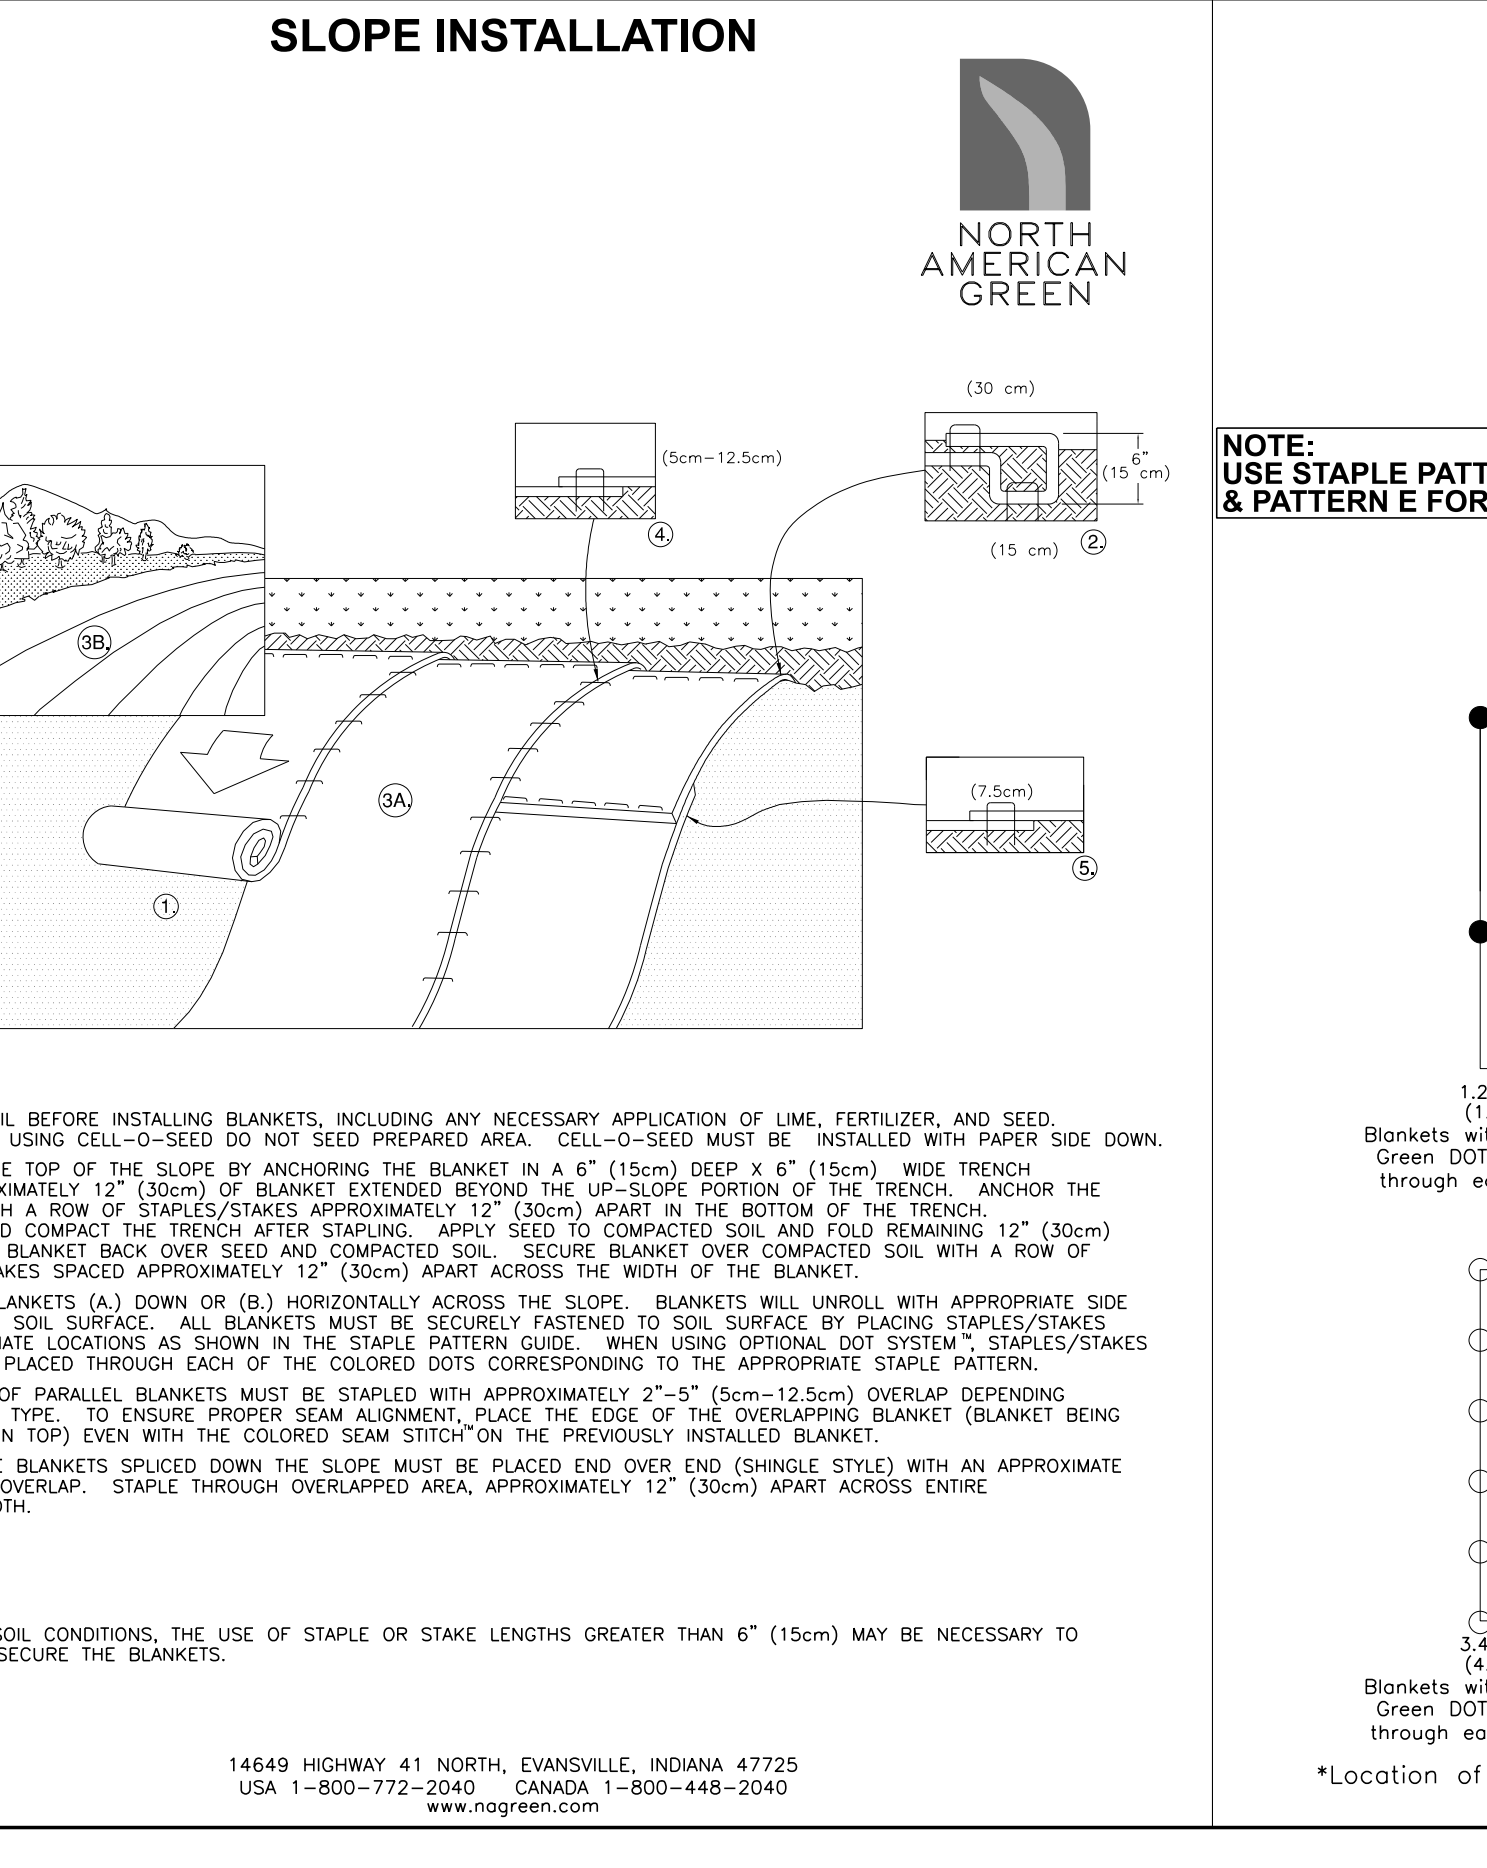 SLOPE INSTALLATION
NORTH
AMERICAN
GREEN
(30 cm)
6"
(15 cm)
(15 cm)
2.
(5cm-12.5cm)
4.
3B.
3A.
1.
(7.5cm)
5.
IL BEFORE INSTALLING BLANKETS, INCLUDING ANY NECESSARY APPLICATION OF LIME, FERTILIZER, AND SEED.
USING CELL-O-SEED DO NOT SEED PREPARED AREA. CELL-O-SEED MUST BE INSTALLED WITH PAPER SIDE DOWN.
E TOP OF THE SLOPE BY ANCHORING THE BLANKET IN A 6" (15cm) DEEP X 6" (15cm) WIDE TRENCH
XIMATELY 12" (30cm) OF BLANKET EXTENDED BEYOND THE UP-SLOPE PORTION OF THE TRENCH. ANCHOR THE
H A ROW OF STAPLES/STAKES APPROXIMATELY 12" (30cm) APART IN THE BOTTOM OF THE TRENCH.
D COMPACT THE TRENCH AFTER STAPLING. APPLY SEED TO COMPACTED SOIL AND FOLD REMAINING 12" (30cm)
BLANKET BACK OVER SEED AND COMPACTED SOIL. SECURE BLANKET OVER COMPACTED SOIL WITH A ROW OF
AKES SPACED APPROXIMATELY 12" (30cm) APART ACROSS THE WIDTH OF THE BLANKET.
LANKETS (A.) DOWN OR (B.) HORIZONTALLY ACROSS THE SLOPE. BLANKETS WILL UNROLL WITH APPROPRIATE SIDE
SOIL SURFACE. ALL BLANKETS MUST BE SECURELY FASTENED TO SOIL SURFACE BY PLACING STAPLES/STAKES
IATE LOCATIONS AS SHOWN IN THE STAPLE PATTERN GUIDE. WHEN USING OPTIONAL DOT SYSTEM™, STAPLES/STAKES
PLACED THROUGH EACH OF THE COLORED DOTS CORRESPONDING TO THE APPROPRIATE STAPLE PATTERN.
OF PARALLEL BLANKETS MUST BE STAPLED WITH APPROXIMATELY 2"-5" (5cm-12.5cm) OVERLAP DEPENDING
TYPE. TO ENSURE PROPER SEAM ALIGNMENT, PLACE THE EDGE OF THE OVERLAPPING BLANKET (BLANKET BEING
N TOP) EVEN WITH THE COLORED SEAM STITCH™ ON THE PREVIOUSLY INSTALLED BLANKET.
E BLANKETS SPLICED DOWN THE SLOPE MUST BE PLACED END OVER END (SHINGLE STYLE) WITH AN APPROXIMATE
OVERLAP. STAPLE THROUGH OVERLAPPED AREA, APPROXIMATELY 12" (30cm) APART ACROSS ENTIRE
DTH.
SOIL CONDITIONS, THE USE OF STAPLE OR STAKE LENGTHS GREATER THAN 6" (15cm) MAY BE NECESSARY TO
SECURE THE BLANKETS.
14649 HIGHWAY 41 NORTH, EVANSVILLE, INDIANA 47725
USA 1-800-772-2040 CANADA 1-800-448-2040
www.nagreen.com
NOTE:
USE STAPLE PATT
& PATTERN E FOR
1.2
(1.
Blankets wit
Green DOT
through ea
3.4
(4.
Blankets wit
Green DOT
through ea
*Location of